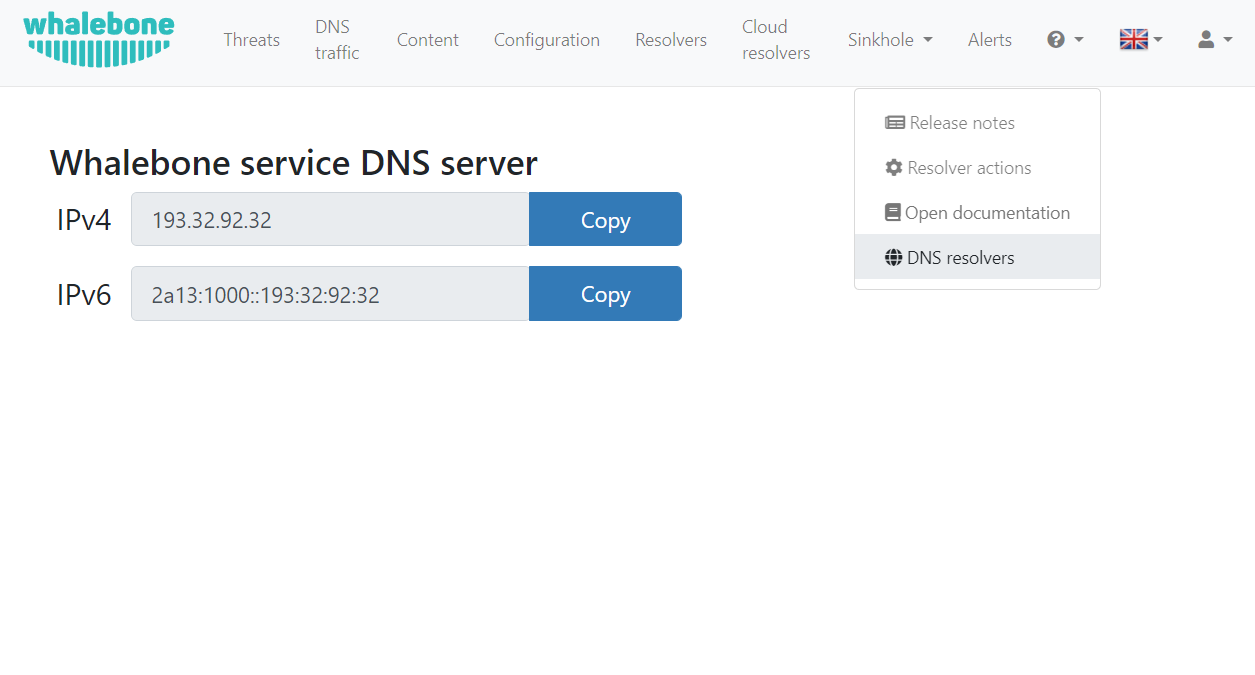 whalebone
Threats
DNS
traffic
Content
Configuration
Resolvers
Cloud
resolvers
Sinkhole
Alerts
Release notes
Resolver actions
Open documentation
DNS resolvers
Whalebone service DNS server
IPv4 193.32.92.32 Copy
IPv6 2a13:1000::193:32:92:32 Copy